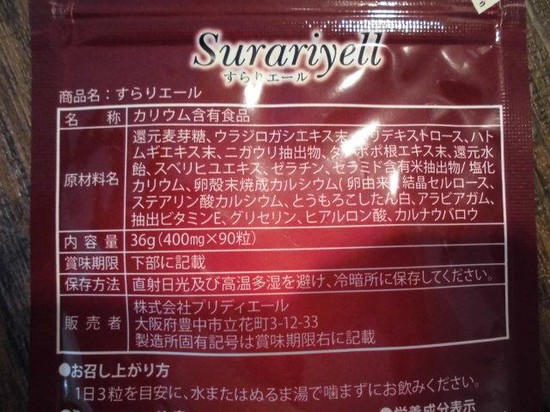 Surariyell
すらりエール
商品名：すらりエール
名 称 カリウム含有食品
原材料名 還元麦芽糖、ウラジロガシエキス末、ポリデキストロース、ハト
ムギエキス末、ニガウリ抽出物、タンポポ根エキス末、還元水
飴、スベリヒユエキス、ゼラチン、セラミド含有米抽出物/塩化
カリウム、卵殻末焼成カルシウム(卵由来)、結晶セルロース、
ステアリン酸カルシウム、とうもろこしたん白、アラビアガム、
抽出ビタミンE、グリセリン、ヒアルロン酸、カルナウバロウ
内 容 量 36g(400mg×90粒)
賞味期限 下部に記載
保存方法 直射日光及び高温多湿を避け、冷暗所に保存してください。
販 売 者 株式会社プリディエール
大阪府豊中市立花町3-12-33
製造所固有記号は賞味期限右に記載
●お召し上がり方
1日3粒を目安に、水またはぬるま湯で噛まずにお飲みください。
●栄養成分表示